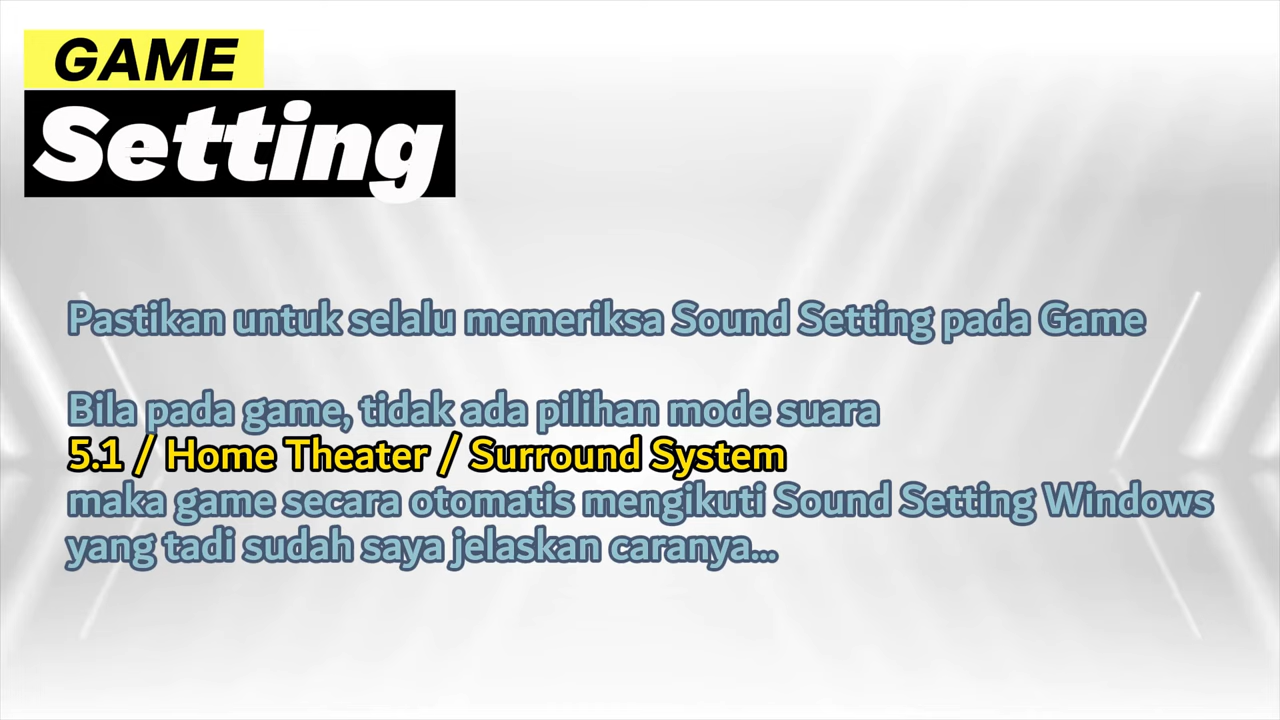 GAME
Setting
Pastikan untuk selalu memeriksa Sound Setting pada Game
Bila pada game, tidak ada pilihan mode suara
5.1 / Home Theater / Surround System
maka game secara otomatis mengikuti Sound Setting Windows
yang tadi sudah saya jelaskan caranya...